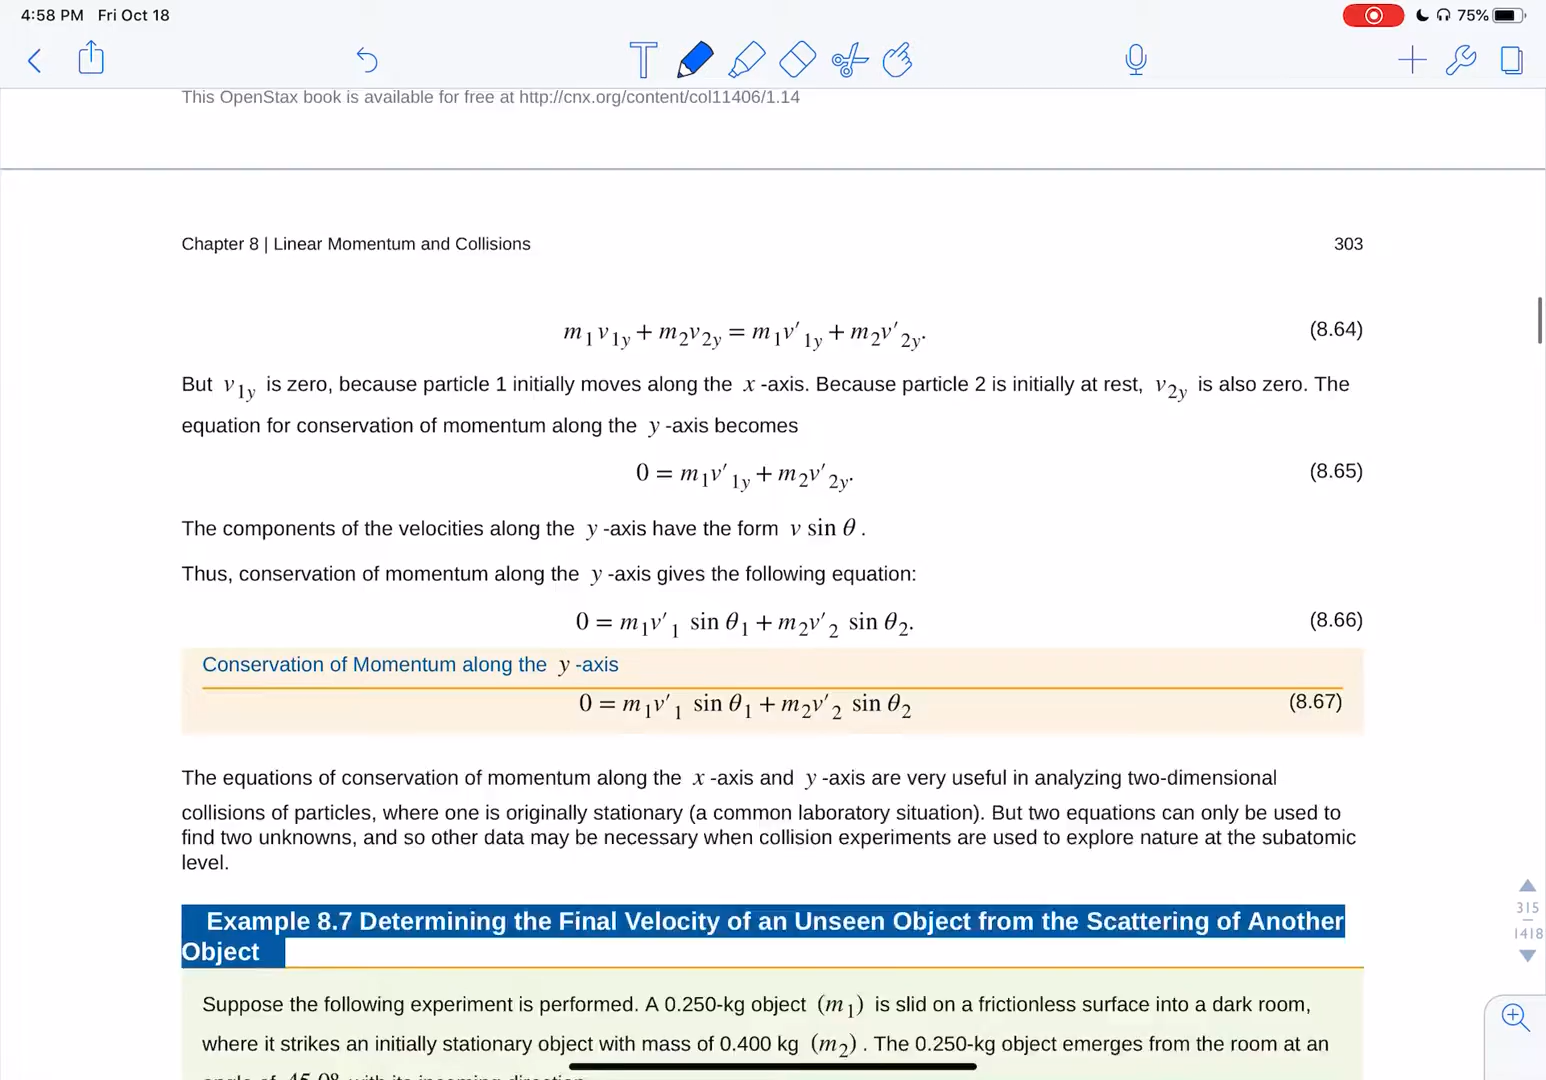 4:58 PM Fri Oct 18
75%
This OpenStax book is available for free at http://cnx.org/content/col11406/1.14
Chapter 8 | Linear Momentum and Collisions 303
m₁v₁y + m₂v₂y = m₁v′₁y + m₂v′₂y. (8.64)
But v₁y is zero, because particle 1 initially moves along the x-axis. Because particle 2 is initially at rest, v₂y is also zero. The
equation for conservation of momentum along the y-axis becomes
0 = m₁v′₁y + m₂v′₂y. (8.65)
The components of the velocities along the y-axis have the form v sin θ.
Thus, conservation of momentum along the y-axis gives the following equation:
0 = m₁v′₁ sin θ₁ + m₂v′₂ sin θ₂. (8.66)
Conservation of Momentum along the y-axis
0 = m₁v′₁ sin θ₁ + m₂v′₂ sin θ₂ (8.67)
The equations of conservation of momentum along the x-axis and y-axis are very useful in analyzing two-dimensional
collisions of particles, where one is originally stationary (a common laboratory situation). But two equations can only be used to
find two unknowns, and so other data may be necessary when collision experiments are used to explore nature at the subatomic
level.
315
1418
Example 8.7 Determining the Final Velocity of an Unseen Object from the Scattering of Another
Object
Suppose the following experiment is performed. A 0.250-kg object (m₁) is slid on a frictionless surface into a dark room,
where it strikes an initially stationary object with mass of 0.400 kg (m₂). The 0.250-kg object emerges from the room at an
angle of 45.0° with its incoming direction